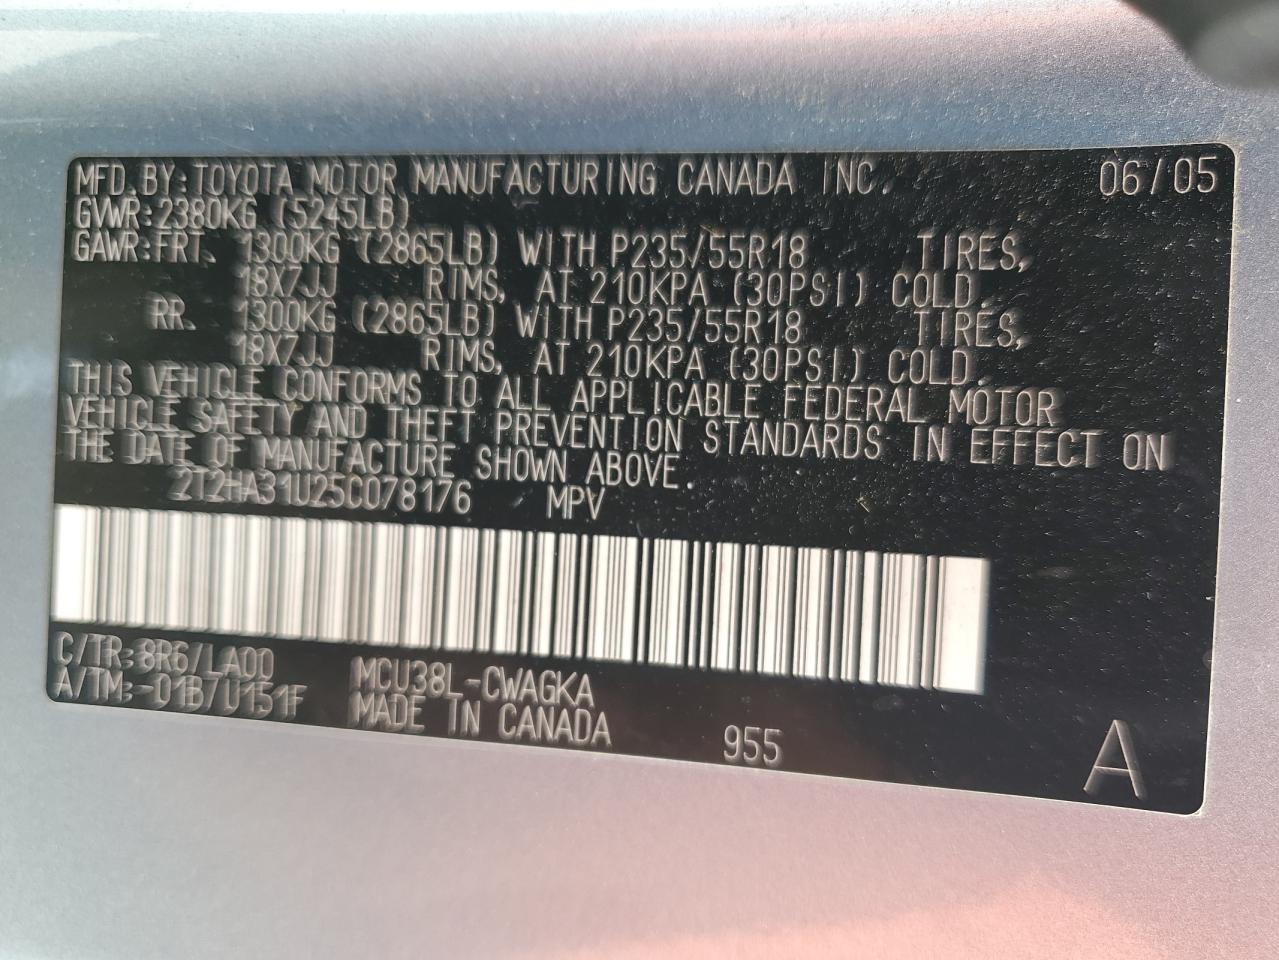 MFD.BY:TOYOTA MOTOR MANUFACTURING CANADA INC. 06/05
GVWR:2380KG (5245LB)
GAWR:FRT. 1300KG (2865LB) WITH P235/55R18 TIRES,
18X7JJ RIMS, AT 210KPA (30PSI) COLD.
RR. 1300KG (2865LB) WITH P235/55R18 TIRES,
18X7JJ RIMS, AT 210KPA (30PSI) COLD.
THIS VEHICLE CONFORMS TO ALL APPLICABLE FEDERAL MOTOR
VEHICLE SAFETY AND THEFT PREVENTION STANDARDS IN EFFECT ON
THE DATE OF MANUFACTURE SHOWN ABOVE.
2T2HA31U25C078176 MPV
C/TR:8R6/LA00 MCU38L-CWAGKA
A/TM:-01B/U151F MADE IN CANADA 955 A